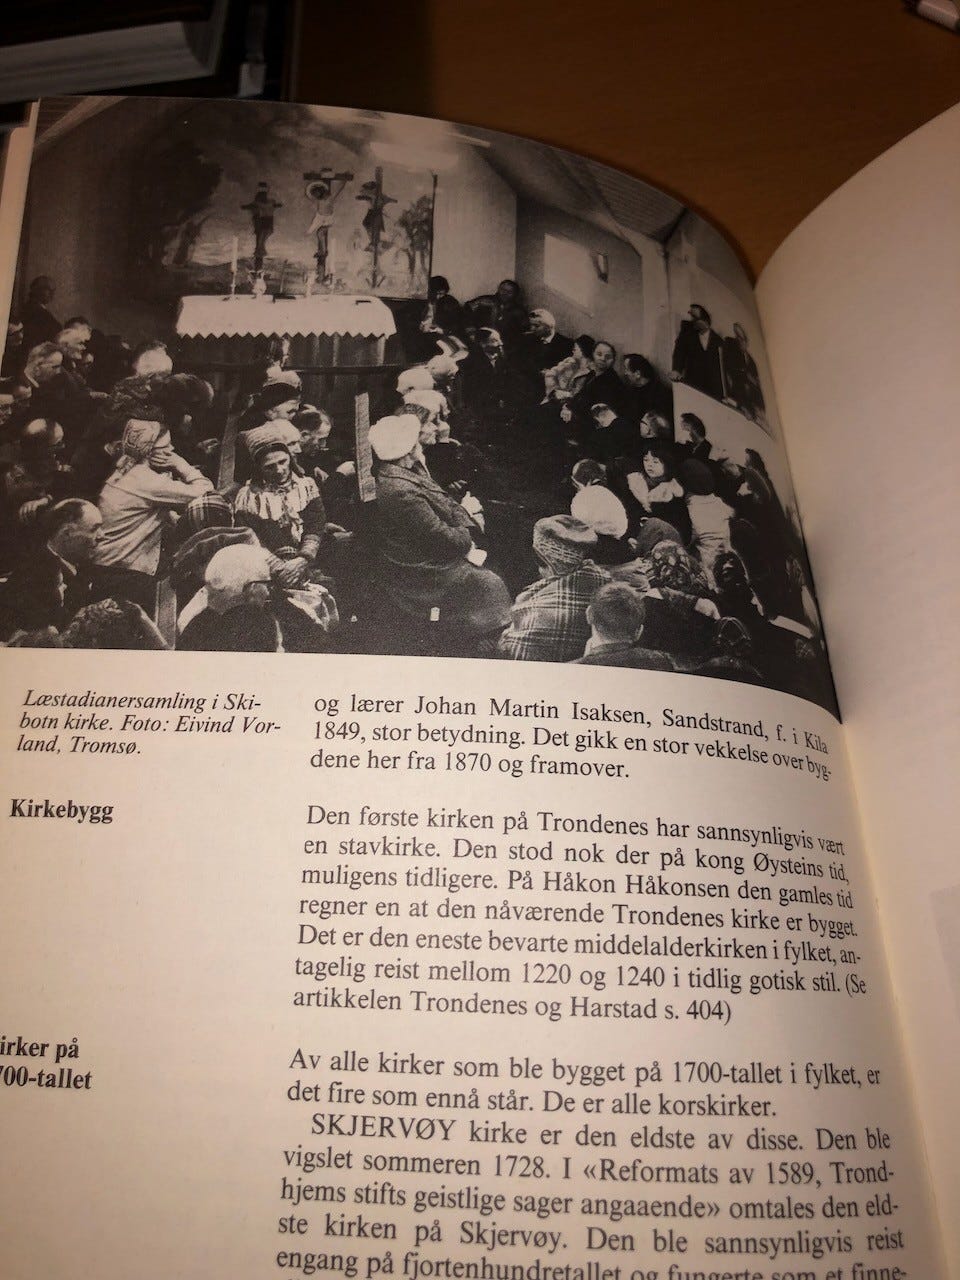 Læstadianersamling i Ski-
botn kirke. Foto: Eivind Vor-
land, Tromsø.
og lærer Johan Martin Isaksen, Sandstrand, f. i Kila
1849, stor betydning. Det gikk en stor vekkelse over byg-
dene her fra 1870 og framover.
Kirkebygg
Den første kirken på Trondenes har sannsynligvis vært
en stavkirke. Den stod nok der på kong Øysteins tid,
muligens tidligere. På Håkon Håkonsen den gamles tid
regner en at den nåværende Trondenes kirke er bygget.
Det er den eneste bevarte middelalderkirken i fylket, an-
tagelig reist mellom 1220 og 1240 i tidlig gotisk stil. (Se
artikkelen Trondenes og Harstad s. 404)
irker på
700-tallet
Av alle kirker som ble bygget på 1700-tallet i fylket, er
det fire som ennå står. De er alle korskirker.
SKJERVØY kirke er den eldste av disse. Den ble
vigslet sommeren 1728. I «Reformats av 1589, Trond-
hjems stifts geistlige sager angaaende» omtales den eld-
ste kirken på Skjervøy. Den ble sannsynligvis reist
engang på fjortenhundretallet og fungerte som et finne-